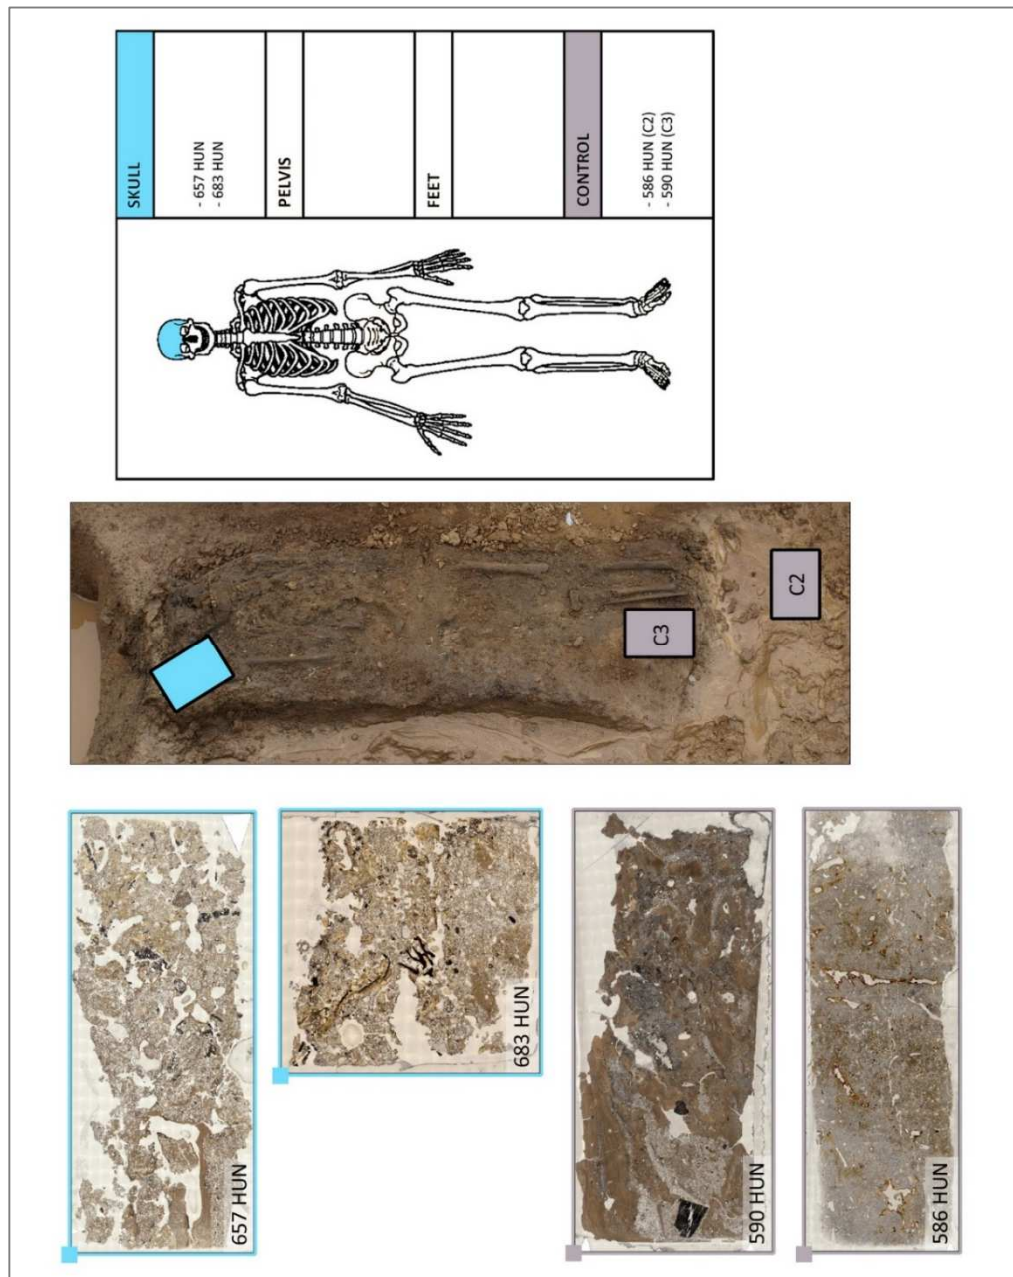 SKULL
- 657 HUN
- 683 HUN
PELVIS
FEET
CONTROL
- 586 HUN (C2)
- 590 HUN (C3)
C3
C2
657 HUN
683 HUN
590 HUN
586 HUN